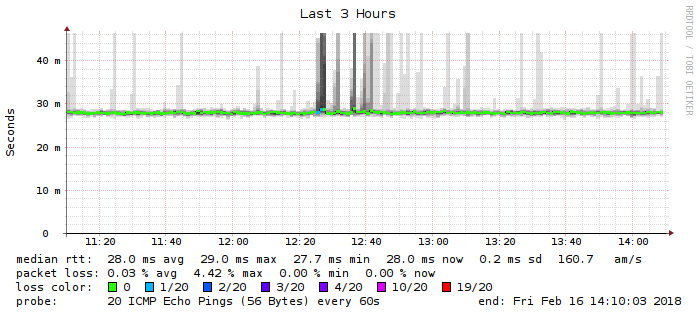 Last 3 Hours
RRDTOOL / TOBI OETIKER
Seconds
40 m
30 m
20 m
10 m
0
11:20 11:40 12:00 12:20 12:40 13:00 13:20 13:40 14:00
median rtt: 28.0 ms avg 29.0 ms max 27.7 ms min 28.0 ms now 0.2 ms sd 160.7 am/s
packet loss: 0.03 % avg 4.42 % max 0.00 % min 0.00 % now
loss color: 0 1/20 2/20 3/20 4/20 10/20 19/20
probe: 20 ICMP Echo Pings (56 Bytes) every 60s end: Fri Feb 16 14:10:03 2018